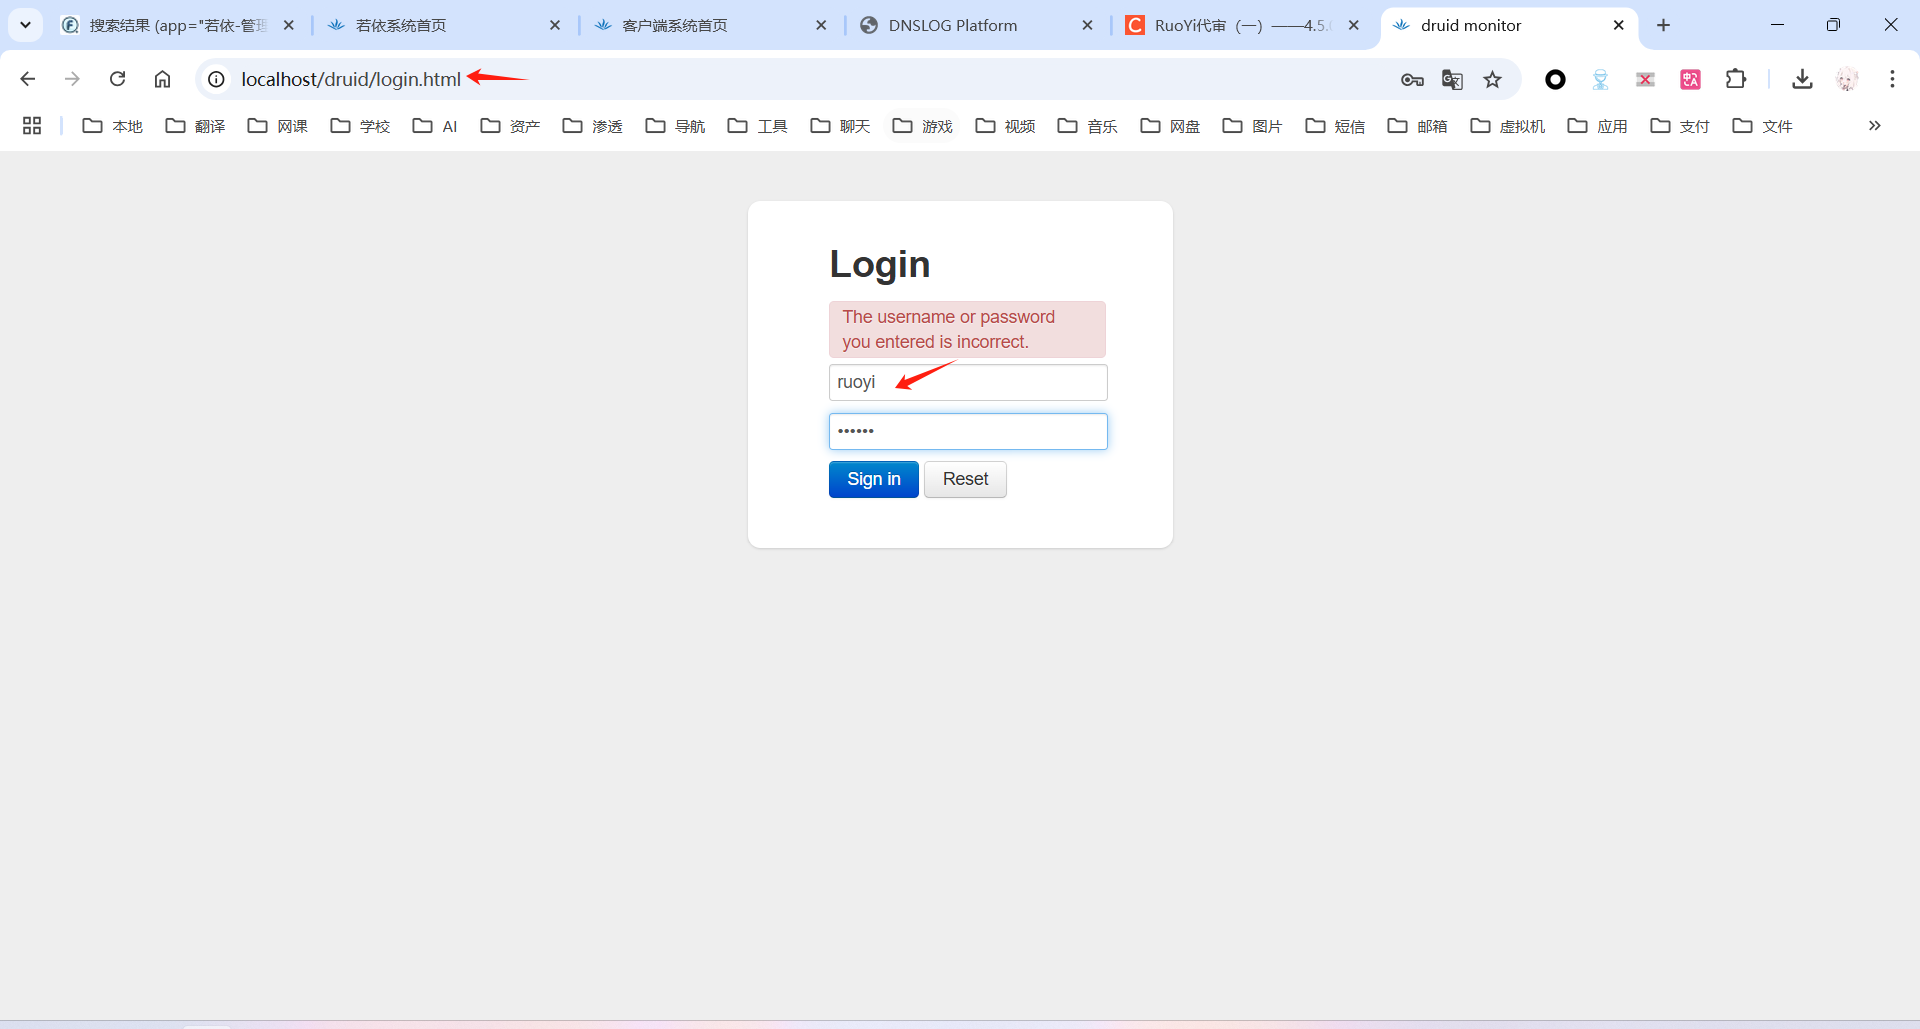 搜索结果 (app="若依-管理
若依系统首页
客户端系统首页
DNSLOG Platform
RuoYi代审（一）——4.5.
druid monitor
localhost/druid/login.html
本地
翻译
网课
学校
AI
资产
渗透
导航
工具
聊天
游戏
视频
音乐
网盘
图片
短信
邮箱
虚拟机
应用
支付
文件
Login
The username or password
you entered is incorrect.
ruoyi
••••••
Sign in
Reset